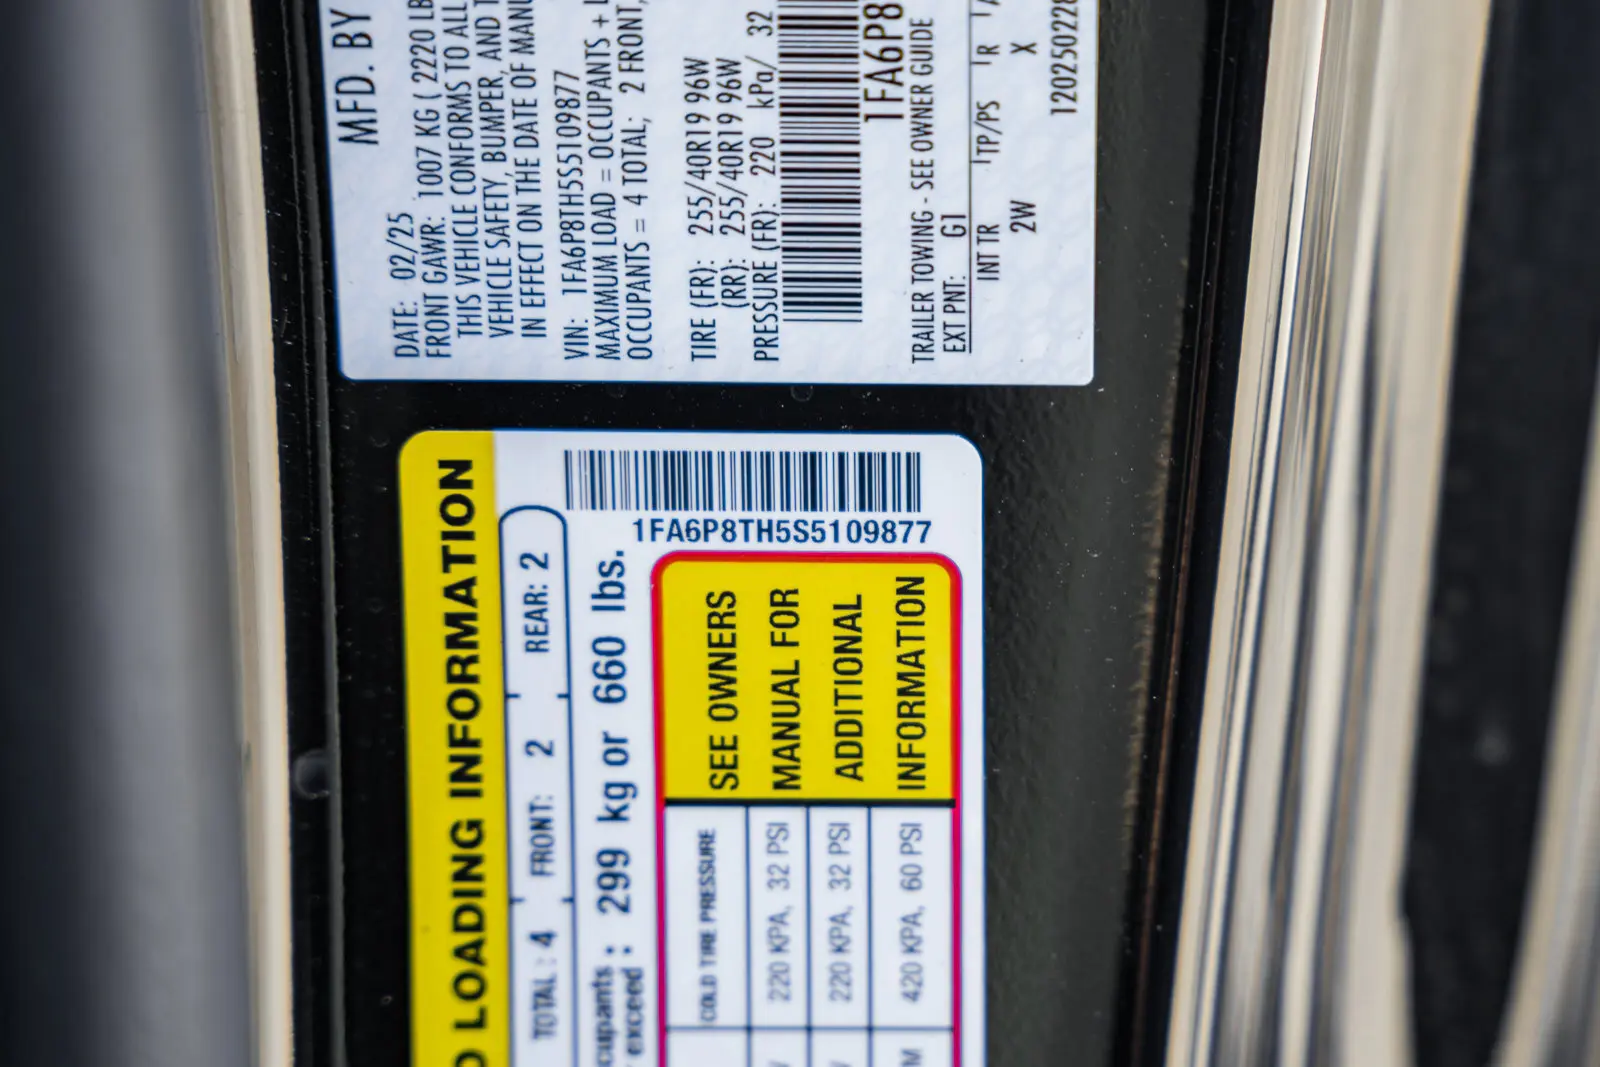 MFD. BY
DATE: 02/25
FRONT GAWR: 1007 KG ( 2220 LB
THIS VEHICLE CONFORMS TO ALL
VEHICLE SAFETY, BUMPER, AND
IN EFFECT ON THE DATE OF
VIN: 1FA6P8TH5S5109877
MAXIMUM LOAD = OCCUPANTS +
OCCUPANTS = 4 TOTAL; 2 FRONT,
TIRE (FR): 255/40R19 96W
(RR): 255/40R19 96W
PRESSURE (FR): 220 kPa/ 32
1FA6P8
TRAILER TOWING - SEE OWNER GUIDE
EXT PNT: G1
INT TR TP/PS R
2W X
LOADING INFORMATION
TOTAL : 4 FRONT: 2 REAR: 2
: 299 kg or 660 lbs.
exceed
1FA6P8TH5S5109877
COLD TIRE PRESSURE
220 KPA, 32 PSI
220 KPA, 32 PSI
420 KPA, 60 PSI
SEE OWNERS
MANUAL FOR
ADDITIONAL
INFORMATION